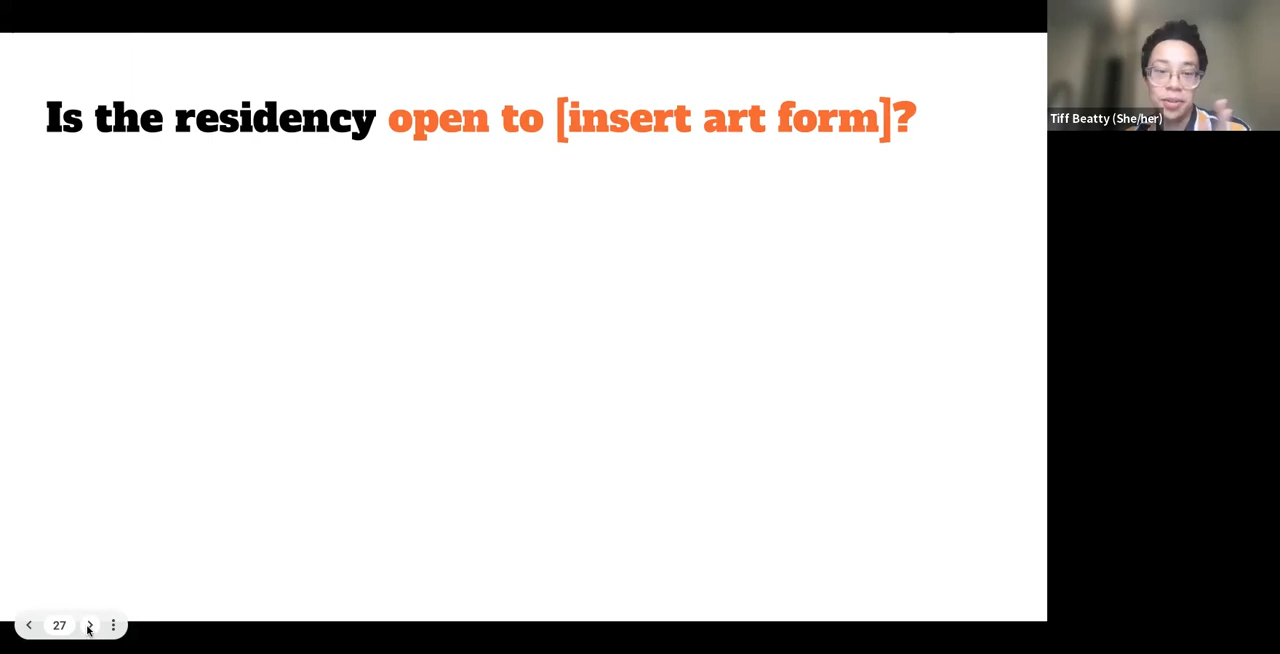 Is the residency open to [insert art form]?
Tiff Beatty (She/her)
27